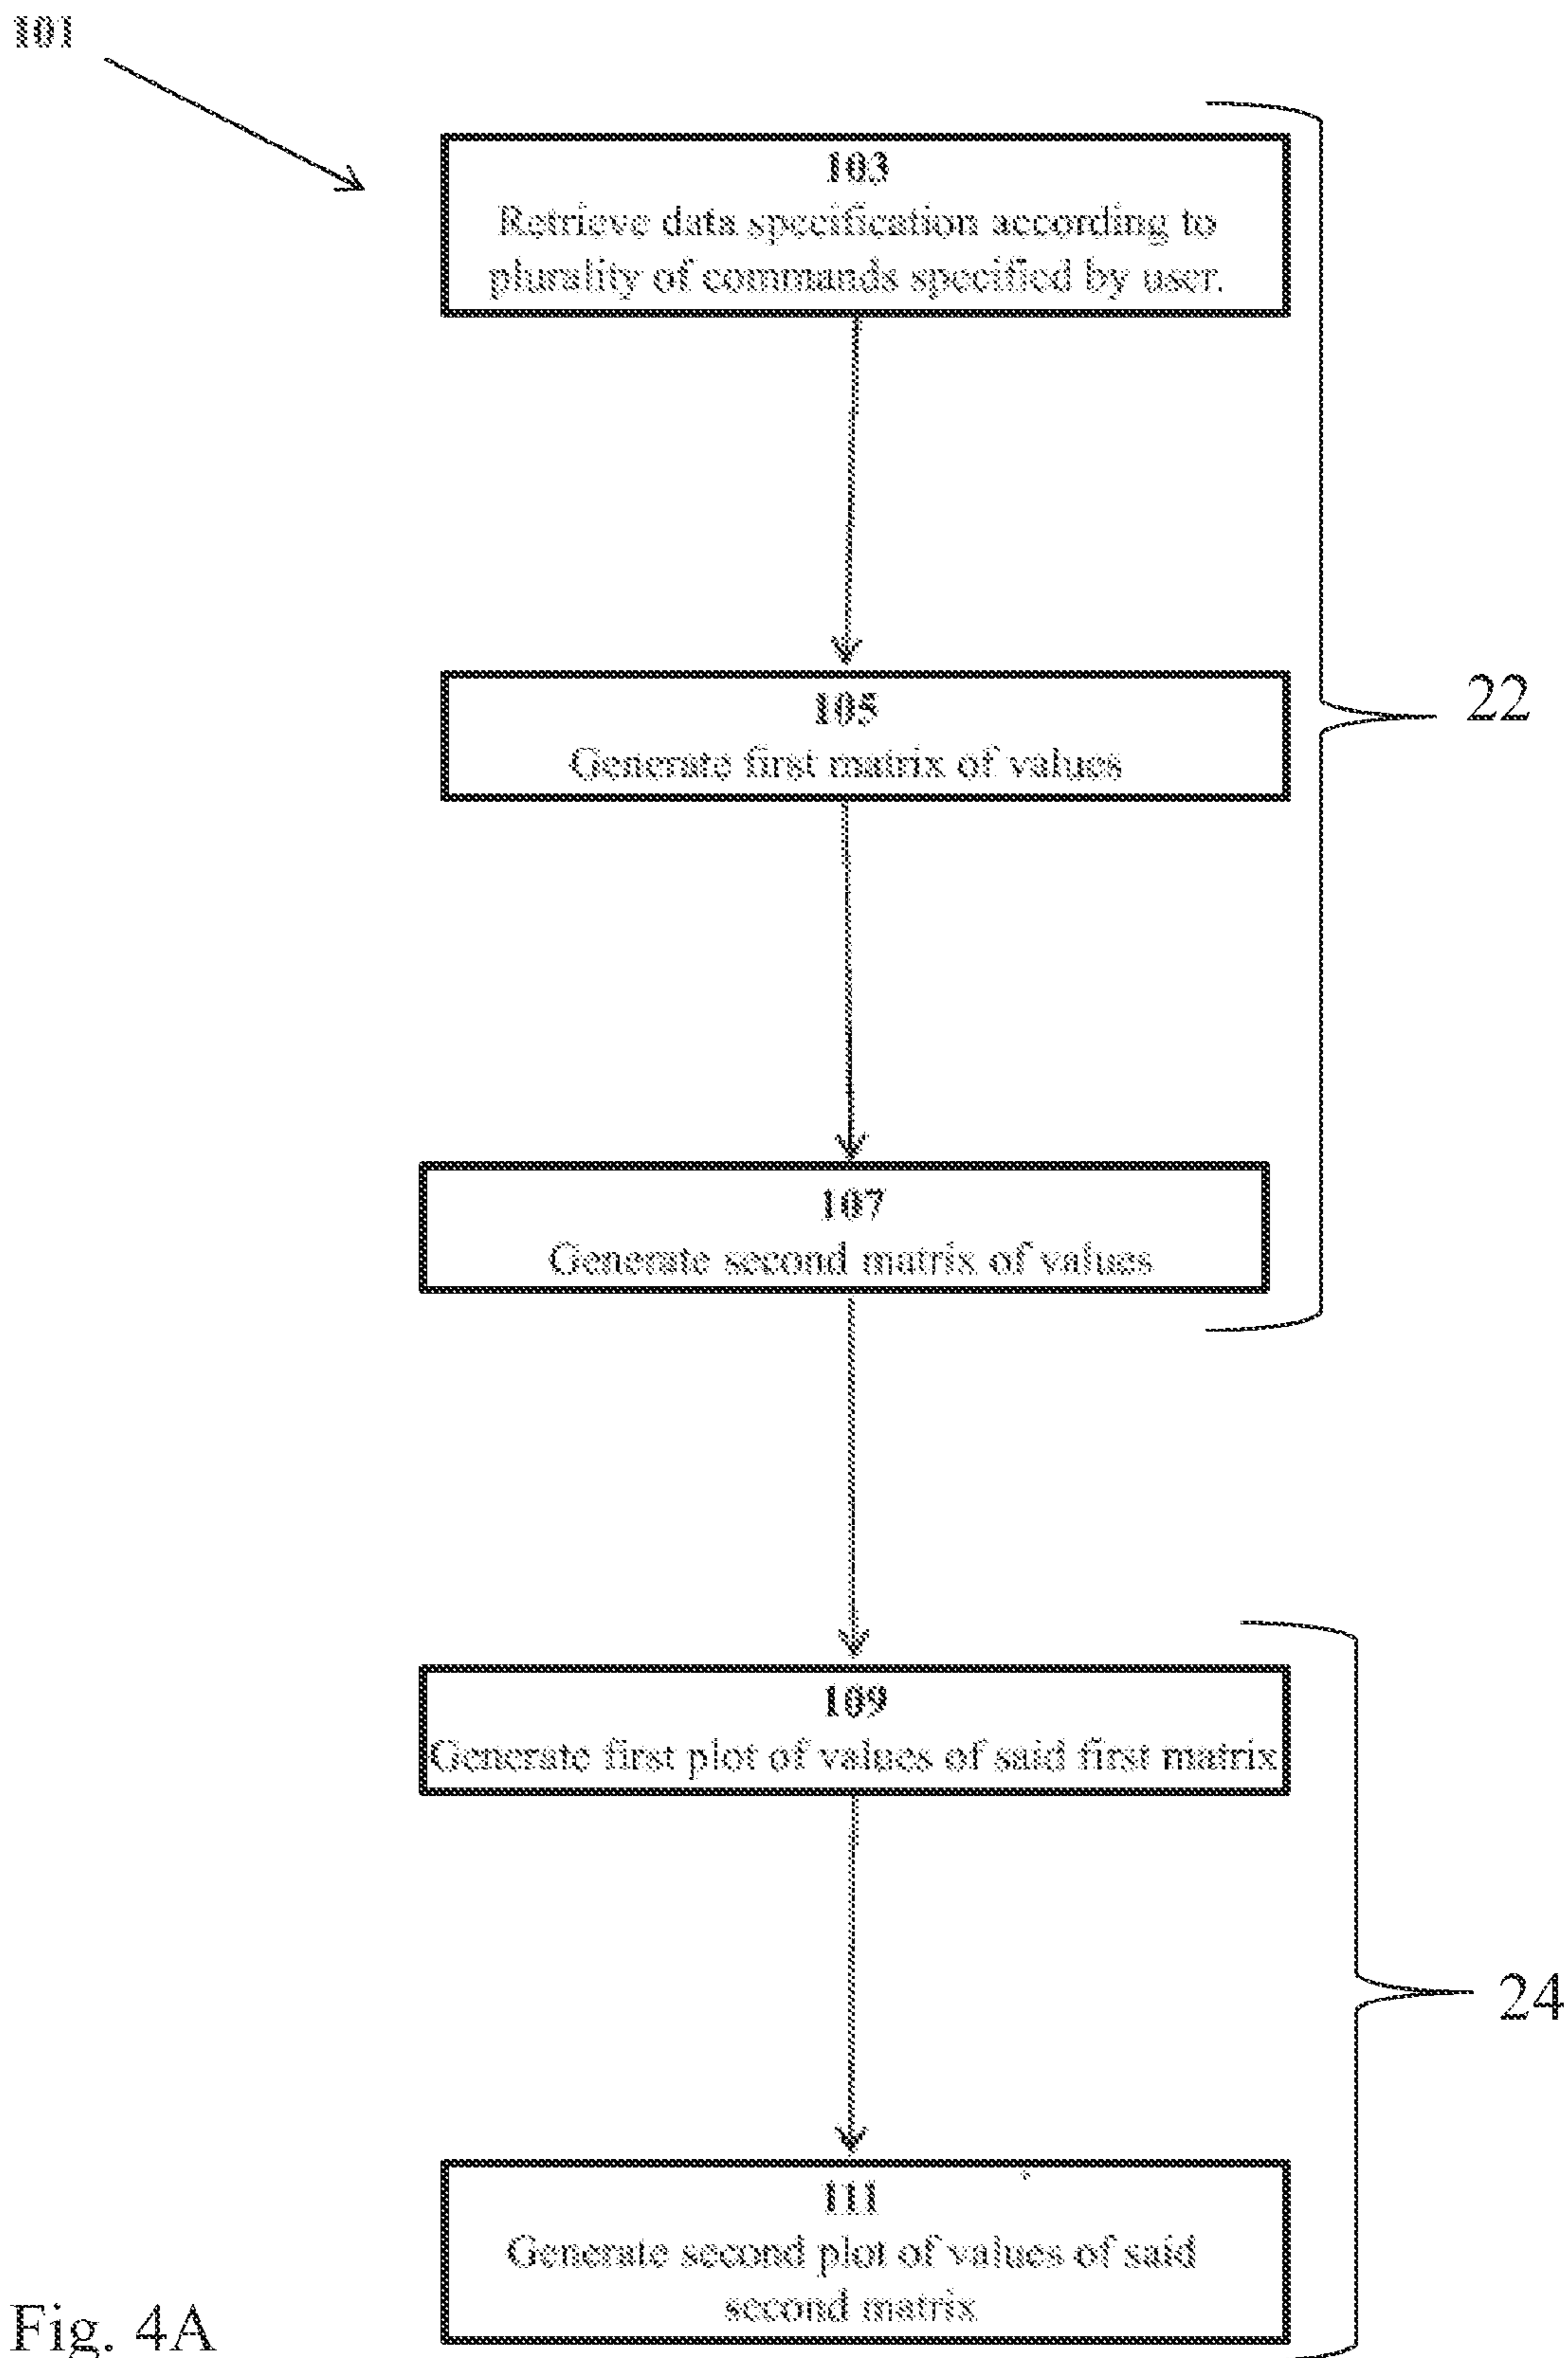 101
103
Retrieve data specification according to
plurality of commands specified by user.
105
Generate first matrix of values
22
107
Generate second matrix of values
109
Generate first plot of values of said first matrix
24
111
Generate second plot of values of said
second matrix
Fig. 4A